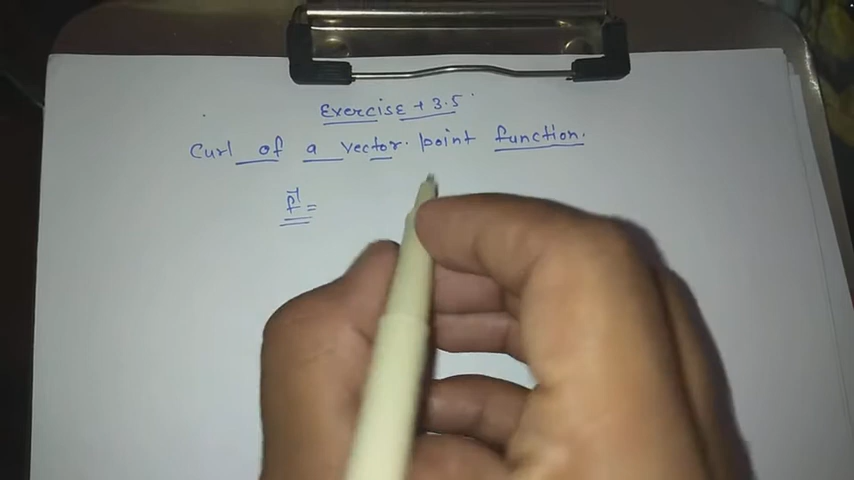 Exercise → 3.5
Curl of a vector point function.
f⃗ =